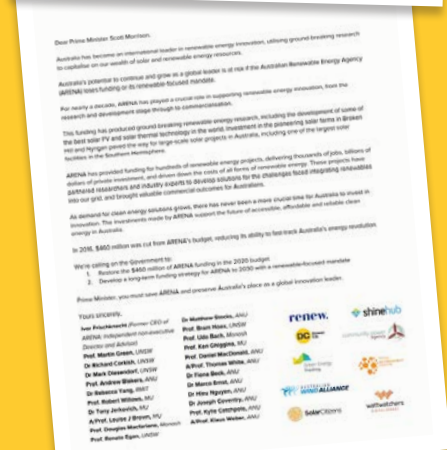 Dear Prime Minister Scott Morrison,
Australia has become an international leader in renewable energy innovation, utilising ground-breaking research
to capitalise on our wealth of solar and renewable energy resources.
Australia's potential to continue and grow as a global leader is at risk if the Australian Renewable Energy Agency
(ARENA) loses funding or its renewable-focused mandate.
For nearly a decade, ARENA has played a crucial role in supporting renewable energy innovation, from the
research and development stage through to commercialisation.
This funding has produced ground-breaking renewable energy research, including the development of some of
the best solar PV and solar thermal technology in the world. Investment in the pioneering solar farms in Broken
Hill and Nyngan paved the way for large-scale solar projects in Australia, including one of the largest solar
facilities in the Southern Hemisphere.
ARENA has provided funding for hundreds of renewable energy projects, delivering thousands of jobs, billions of
dollars of private investment, and driven down the costs of all forms of renewable energy. These projects have
partnered researchers and industry experts to develop solutions for the challenges faced integrating renewables
into our grid, and brought valuable commercial outcomes for Australians.
As demand for clean energy solutions grows, there has never been a more crucial time for Australia to invest in
innovation. The investments made by ARENA support the future of accessible, affordable and reliable clean
energy in Australia.
In 2016, $460 million was cut from ARENA's budget, reducing its ability to fast-track Australia's energy revolution.
We're calling on the Government to:
1. Restore the $460 million of ARENA funding in the 2020 budget
2. Develop a long-term funding strategy for ARENA to 2030 with a renewable-focused mandate
Prime Minister, you must save ARENA and preserve Australia's place as a global innovation leader.
Yours sincerely,
Ivor Frischknecht (Former CEO of
ARENA; Independent non-executive
Director and Advisor)
Prof. Martin Green, UNSW
Dr Richard Corkish, UNSW
Dr Mark Diesendorf, UNSW
Prof. Andrew Blakers, ANU
Dr Rebecca Yang, RMIT
Prof. Robert Willows, MU
Dr Tony Jerkovich, MU
A/Prof. Louise J Brown, MU
Prof. Douglas Macfarlane, Monash
Prof. Renate Egan, UNSW
Dr Matthew Stocks, ANU
Prof. Bram Hoex, UNSW
Prof. Udo Bach, Monash
Prof. Ken
Prof. Daniel MacDonald, ANU
A/Prof. Thomas White, ANU
Dr Fiona Beck, ANU
Dr Marco Ernst, ANU
Dr Hieu Nguyen, ANU
Dr Joseph Coventry, ANU
Prof. Kylie Catchpole, ANU
A/Prof. Klaus Weber, ANU
renew.
shinehub
DC
community power agency
Green Energy
Trading
AUSTRALIAN
WIND ALLIANCE
SolarCitizens
wattwatchers